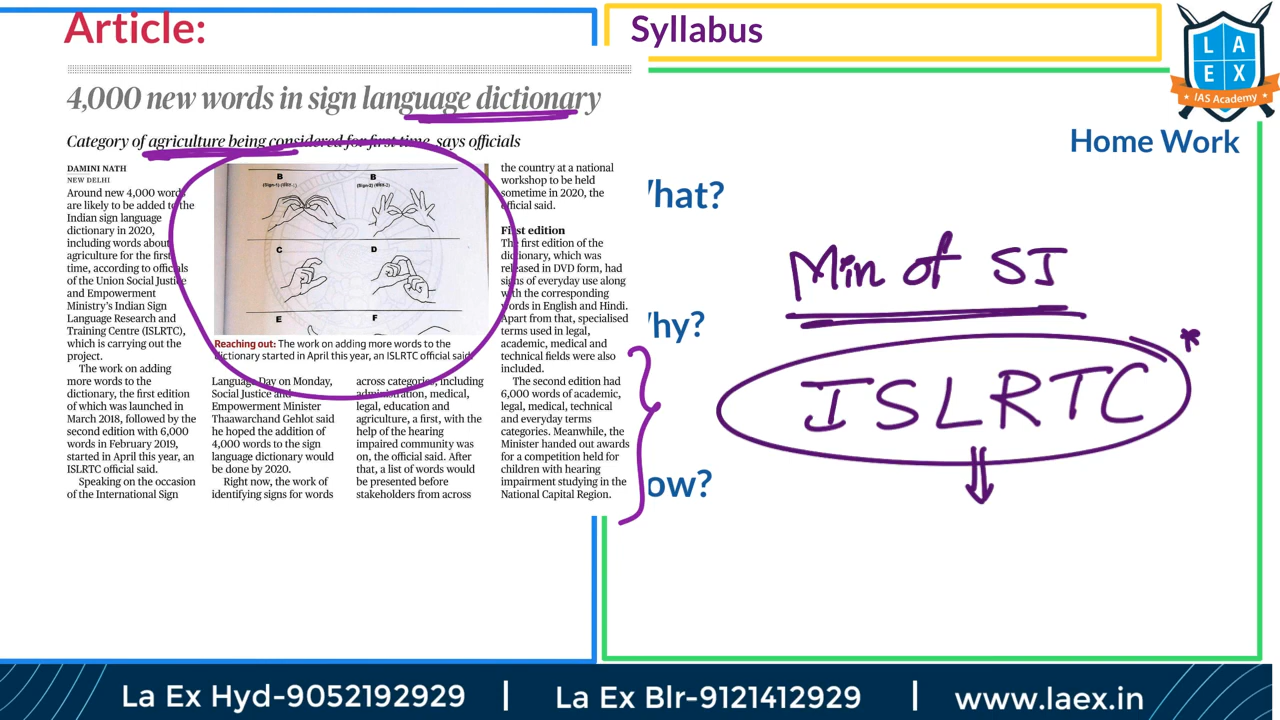 Article:
Syllabus
L A
E X
IAS Academy
4,000 new words in sign language dictionary
Category of agriculture being considered for first time, says officials
Home Work
DAMINI NATH
NEW DELHI
Around new 4,000 words
are likely to be added to the
Indian sign language
dictionary in 2020,
including words about
agriculture for the first
time, according to officials
of the Union Social Justice
and Empowerment
Ministry's Indian Sign
Language Research and
Training Centre (ISLRTC),
which is carrying out the
project.
The work on adding
more words to the
dictionary, the first edition
of which was launched in
March 2018, followed by the
second edition with 6,000
words in February 2019,
started in April this year, an
ISLRTC official said.
Speaking on the occasion
of the International Sign
B
B
C
D
E
F
Reaching out: The work on adding more words to the
dictionary started in April this year, an ISLRTC official said.
Language Day on Monday,
Social Justice and
Empowerment Minister
Thaawarchand Gehlot said
he hoped the addition of
4,000 words to the sign
language dictionary would
be done by 2020.
Right now, the work of
identifying signs for words
across categories, including
administration, medical,
legal, education and
agriculture, a first, with the
help of the hearing
impaired community was
on, the official said. After
that, a list of words would
be presented before
stakeholders from across
the country at a national
workshop to be held
sometime in 2020, the
official said.
First edition
The first edition of the
dictionary, which was
released in DVD form, had
signs of everyday use along
with the corresponding
words in English and Hindi.
Apart from that, specialised
terms used in legal,
academic, medical and
technical fields were also
included.
The second edition had
6,000 words of academic,
legal, medical, technical
and everyday terms
categories. Meanwhile, the
Minister handed out awards
for a competition held for
children with hearing
impairment studying in the
National Capital Region.
hat?
Min of SJ
hy?
ISLRTC *
ow?
La Ex Hyd-9052192929 | La Ex Blr-9121412929 | www.laex.in